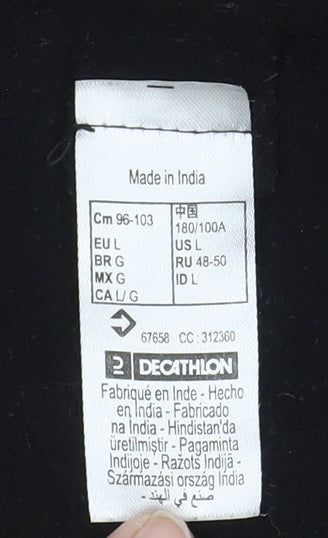 Made in India
Cm 96-103
EU L
BR G
MX G
CA L/ G
中国
180/100A
US L
RU 48-50
ID L
67658 CC : 312360
DECATHLON
Fabriqué en Inde - Hecho
en India - Fabricado
na India - Hindistan'da
üretilmiştir - Pagaminta
Indijoje - Ražots Indijā -
Származási ország India
صنع في الهند -